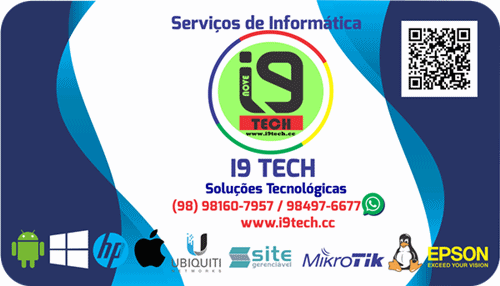 Serviços de Informática
i9
NOVE
TECH
www.i9tech.cc
I9 TECH
Soluções Tecnológicas
(98) 98160-7957 / 98497-6677
www.i9tech.cc
hp
UBIQUITI
NETWORKS
site
gerenciável
MikroTik
EPSON
EXCEED YOUR VISION